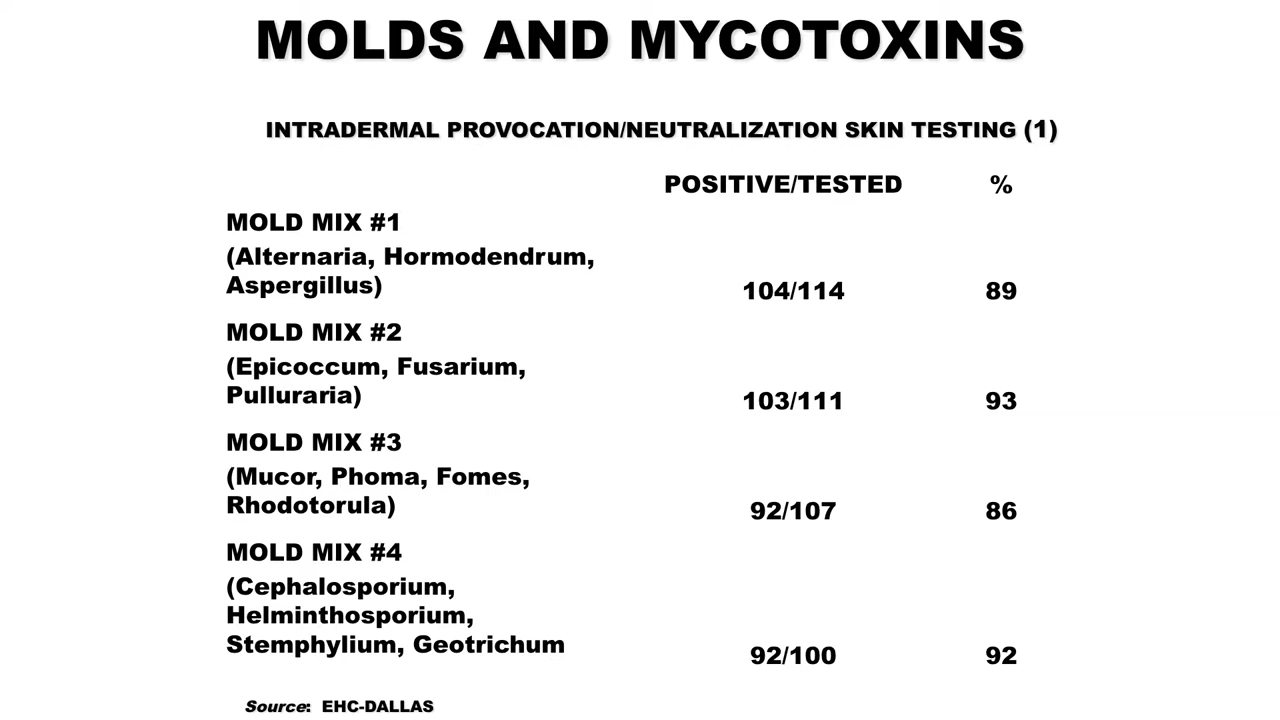 MOLDS AND MYCOTOXINS
INTRADERMAL PROVOCATION/NEUTRALIZATION SKIN TESTING (1)
POSITIVE/TESTED %
MOLD MIX #1
(Alternaria, Hormodendrum,
Aspergillus) 104/114 89
MOLD MIX #2
(Epicoccum, Fusarium,
Pulluraria) 103/111 93
MOLD MIX #3
(Mucor, Phoma, Fomes,
Rhodotorula) 92/107 86
MOLD MIX #4
(Cephalosporium,
Helminthosporium,
Stemphylium, Geotrichum 92/100 92
Source: EHC-DALLAS